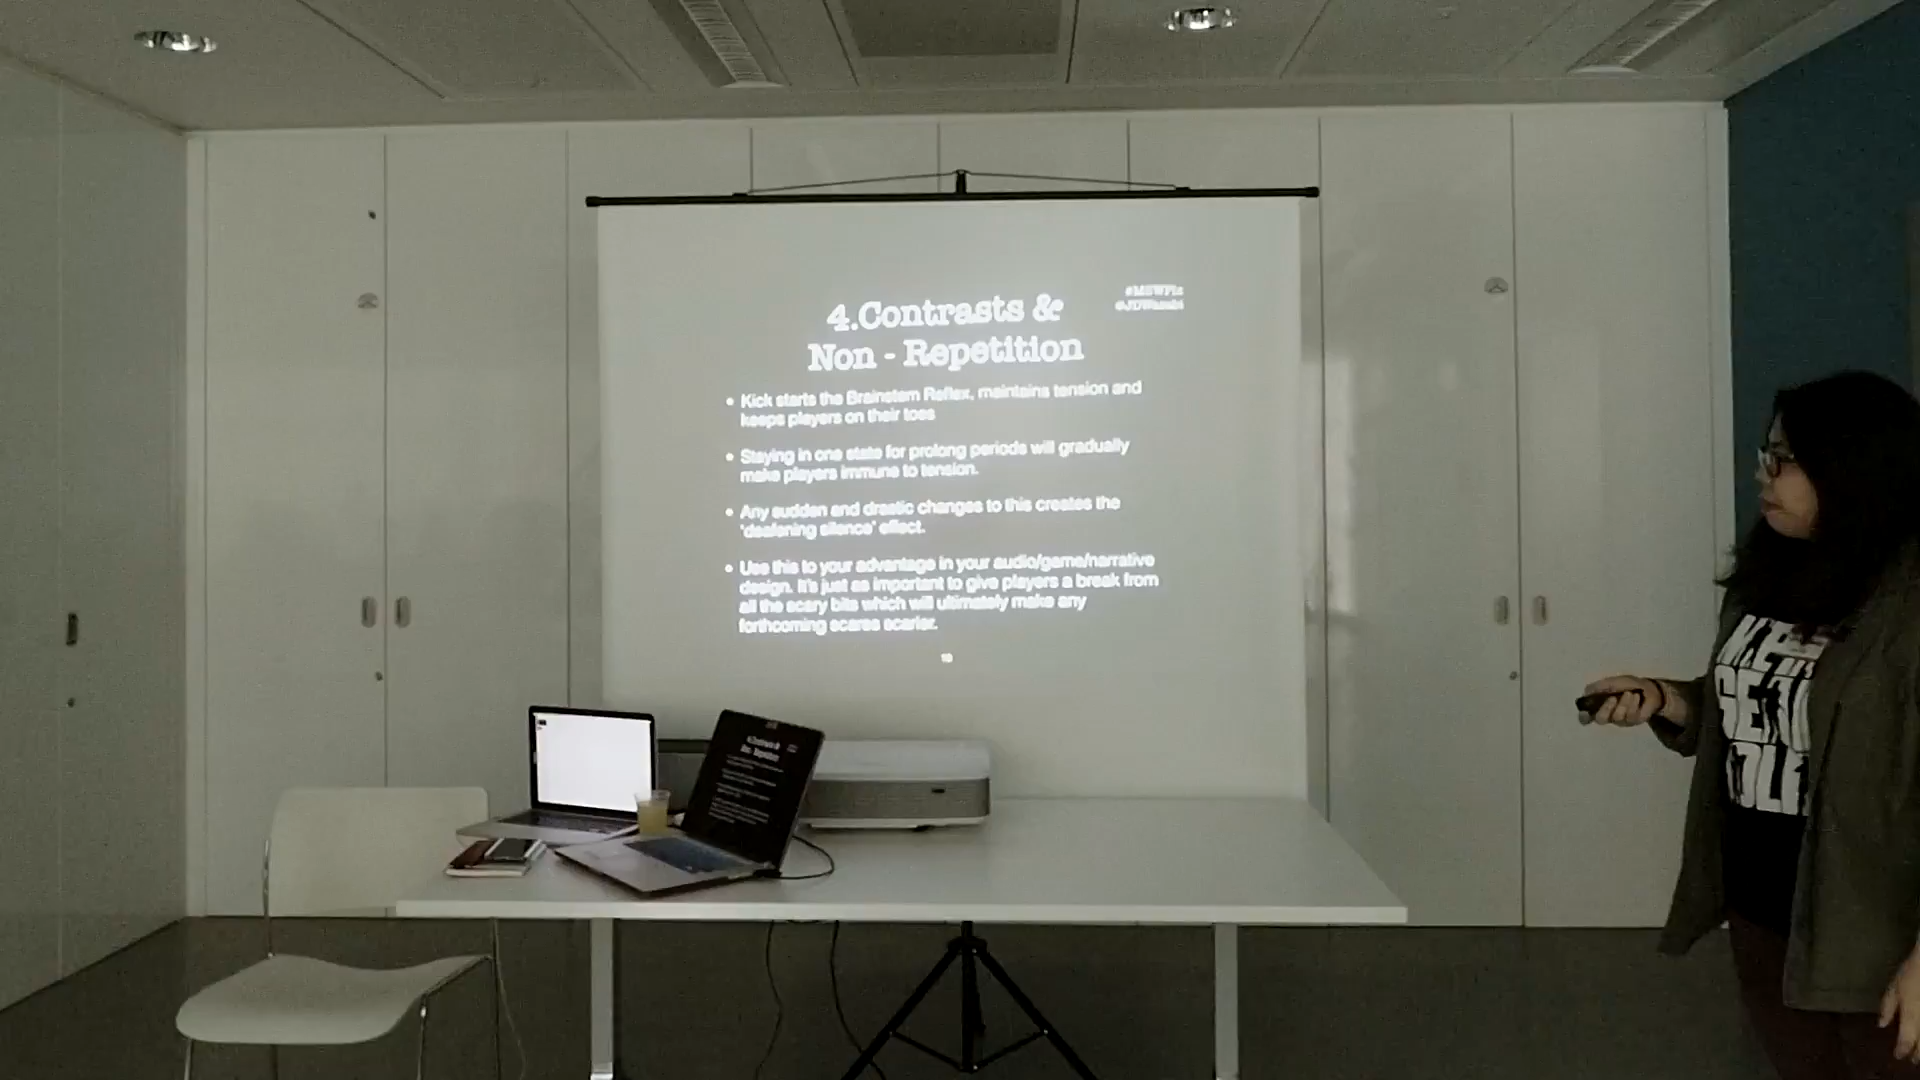 4.Contrasts &
Non - Repetition
• Kick starts the Brainstem Reflex, maintains tension and
keeps players on their toes
• Staying in one state for prolong periods will gradually
make players immune to tension.
• Any sudden and drastic changes to this creates the
'deafening silence' effect.
• Use this to your advantage in your audio/game/narrative
design. It's just as important to give players a break from
all the scary bits which will ultimately make any
forthcoming scares scarier.